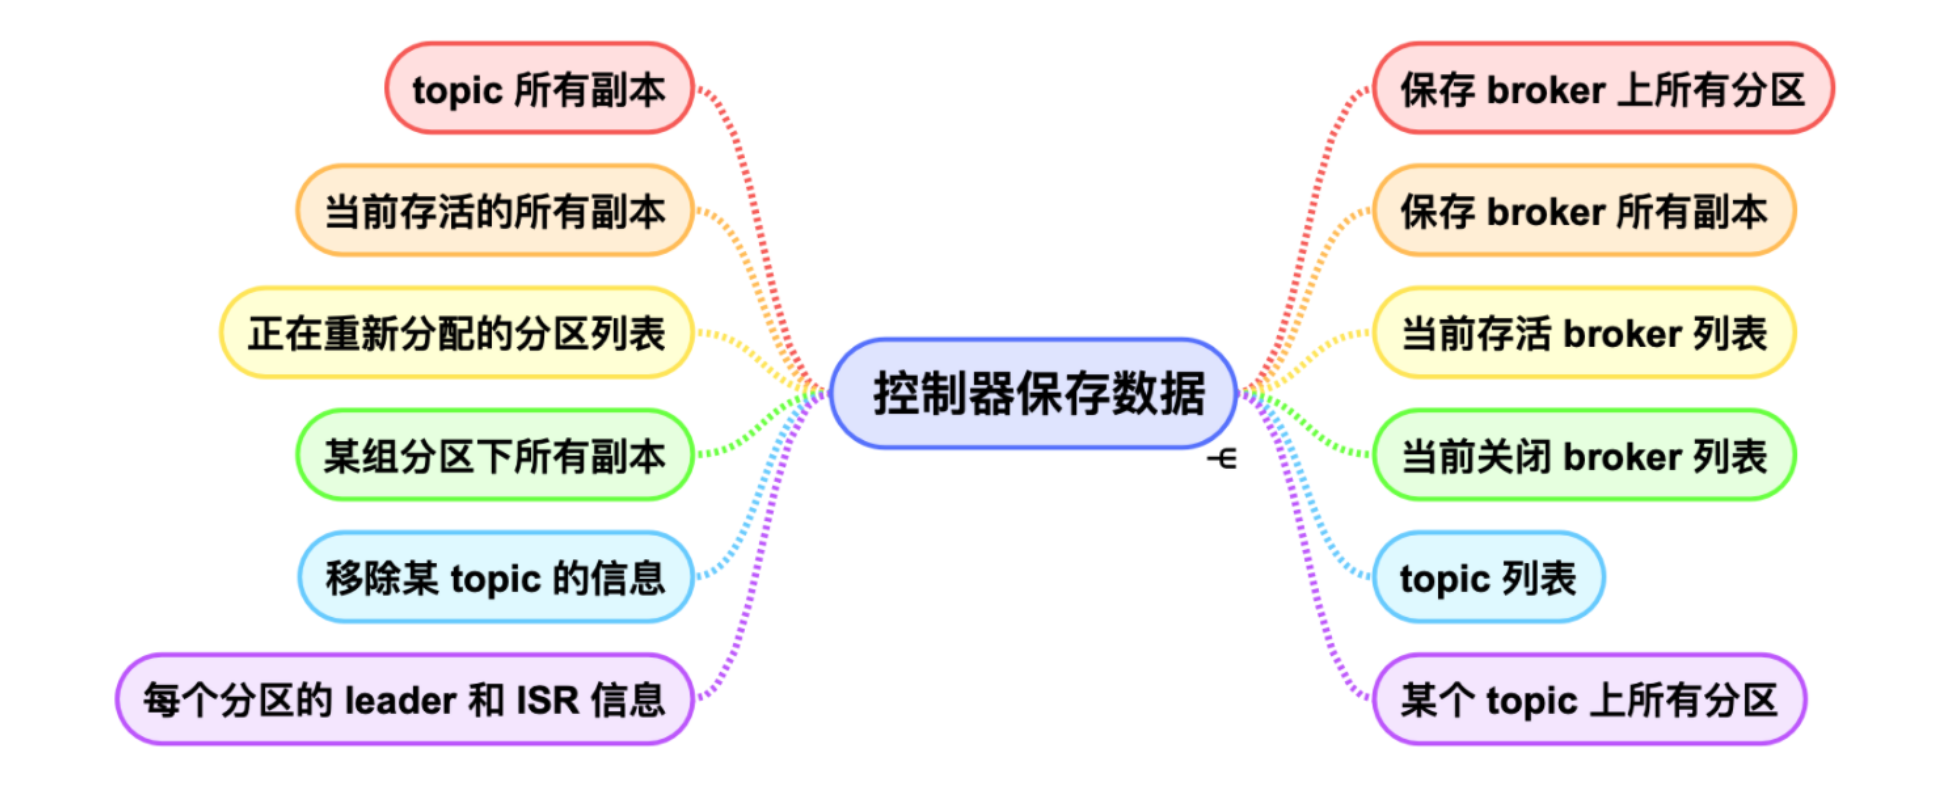 topic 所有副本
当前存活的所有副本
正在重新分配的分区列表
某组分区下所有副本
移除某 topic 的信息
每个分区的 leader 和 ISR 信息
控制器保存数据
保存 broker 上所有分区
保存 broker 所有副本
当前存活 broker 列表
当前关闭 broker 列表
topic 列表
某个 topic 上所有分区